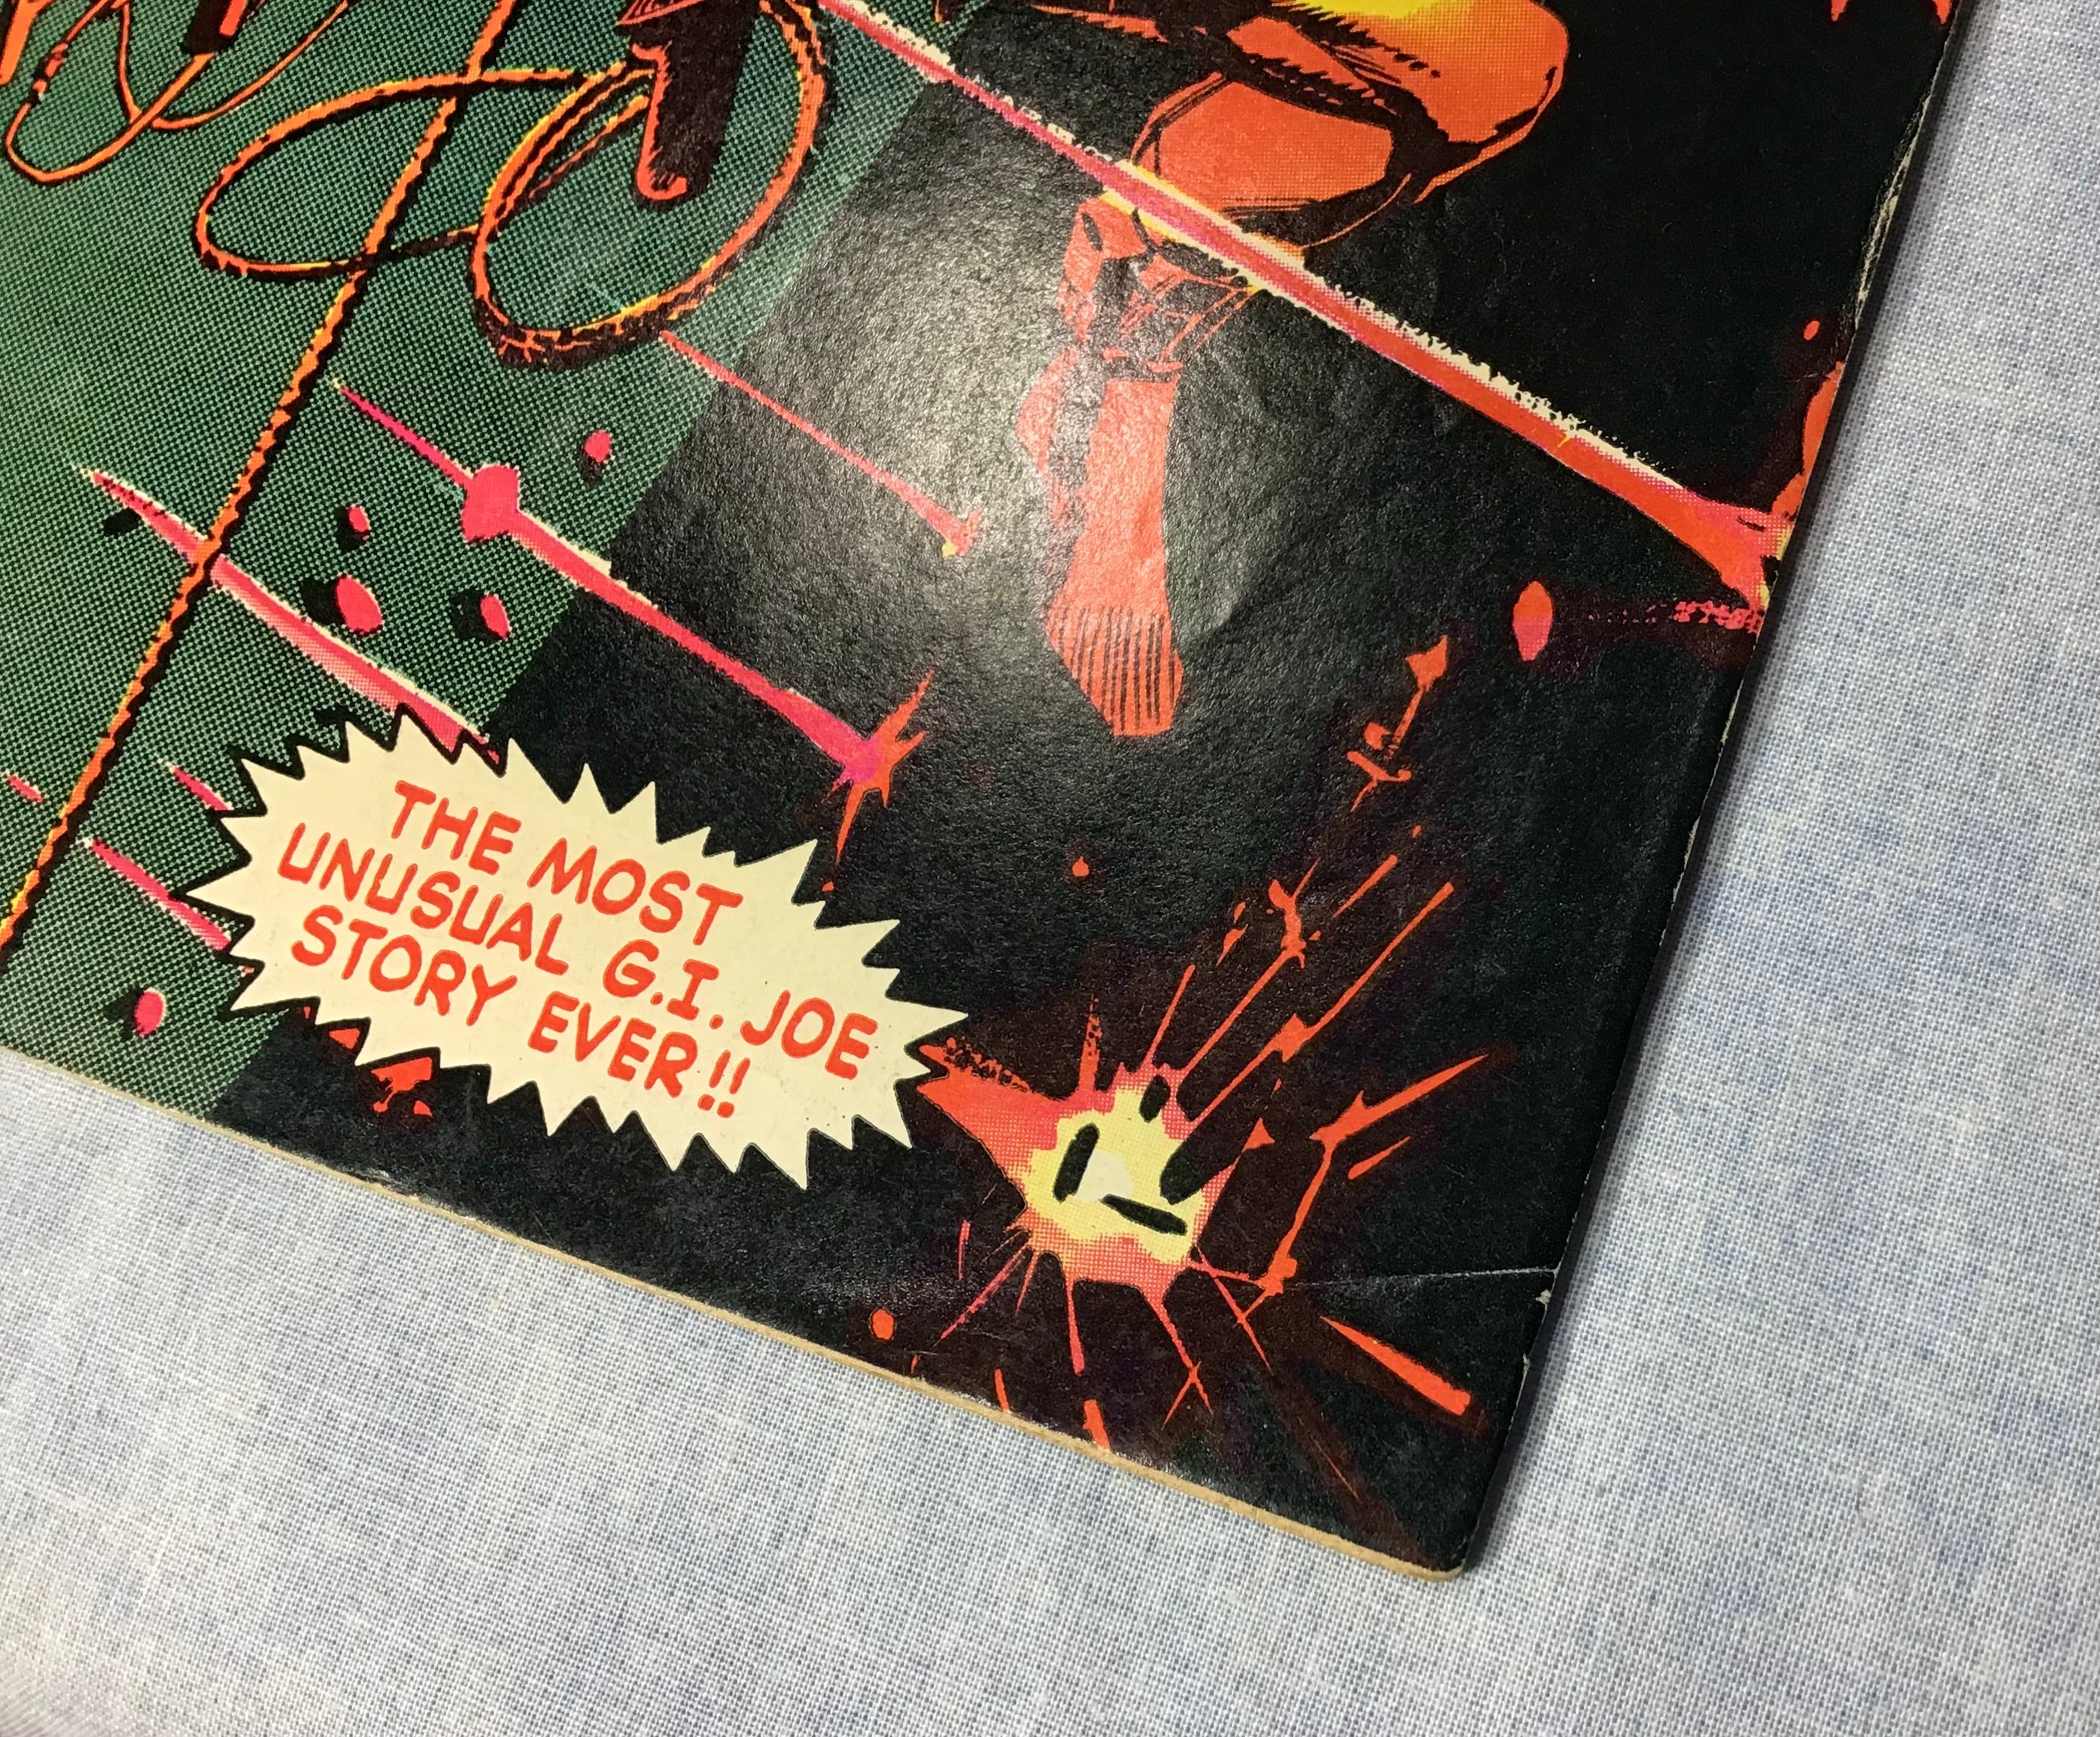 THE MOST
UNUSUAL G.I. JOE
STORY EVER!!